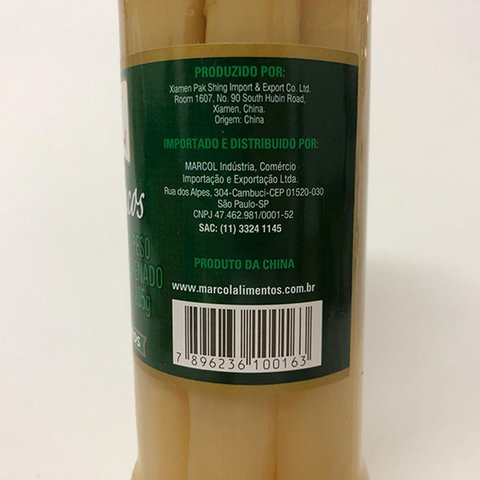 PRODUZIDO POR:
Xiamen Pak Shing Import & Export Co. Ltd.
Room 1607, No. 90 South Hubin Road,
Xiamen, China.
Origem: China
IMPORTADO E DISTRIBUIDO POR:
MARCOL Indústria, Comércio
Importação e Exportação Ltda.
Rua dos Alpes, 304-Cambuci-CEP 01520-030
São Paulo-SP
CNPJ 47.462.981/0001-52
SAC: (11) 3324 1145
PRODUTO DA CHINA
www.marcolalimentos.com.br
7 896236 100163